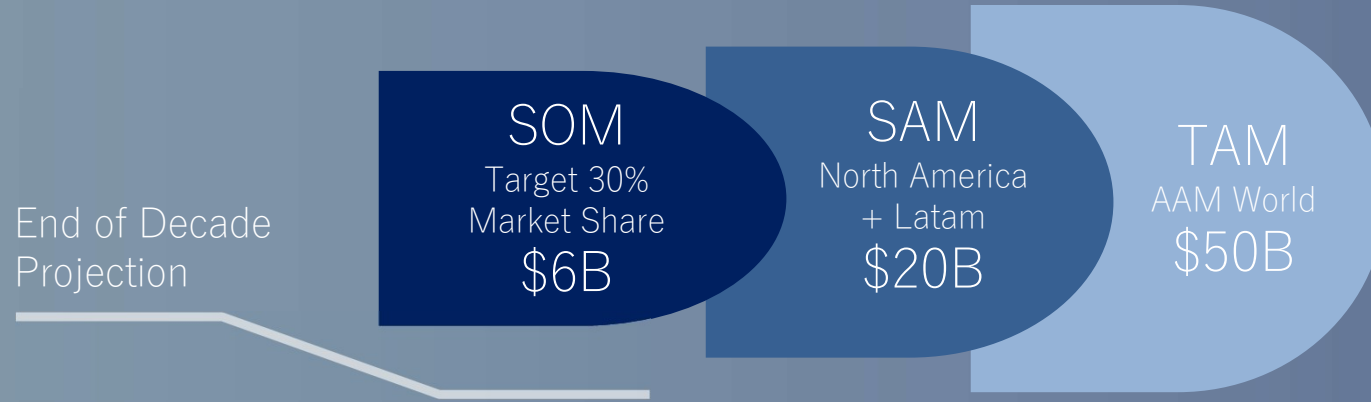 End of Decade
Projection
SOM
Target 30%
Market Share
$6B
SAM
North America
+ Latam
$20B
TAM
AAM World
$50B